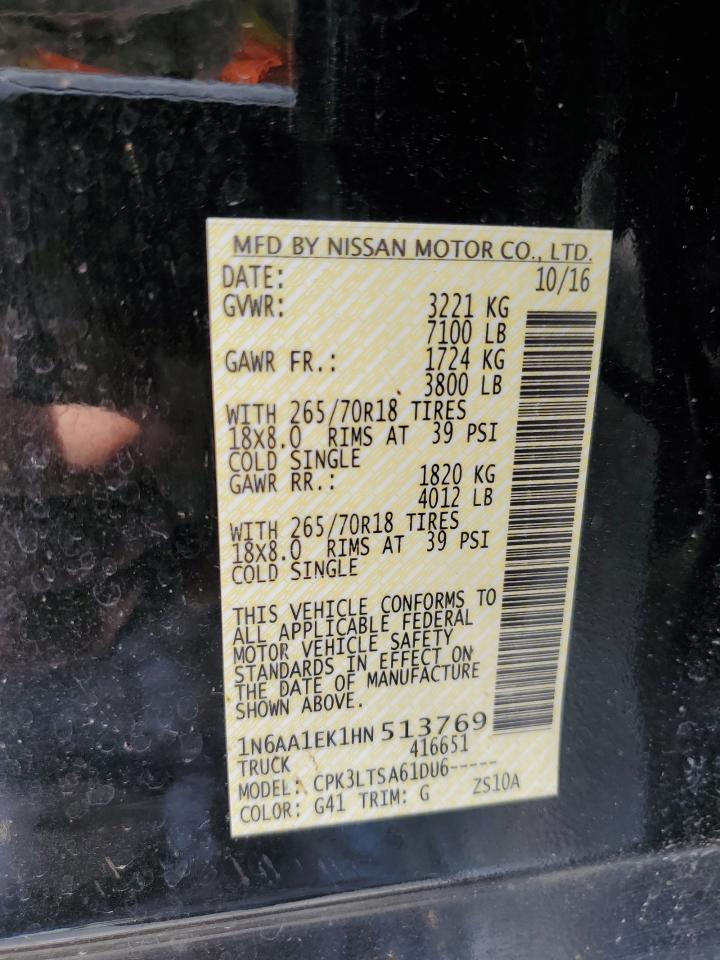 MFD BY NISSAN MOTOR CO., LTD.
DATE: 10/16
GVWR: 3221 KG
7100 LB
GAWR FR.: 1724 KG
3800 LB
WITH 265/70R18 TIRES
18X8.0 RIMS AT 39 PSI
COLD SINGLE
GAWR RR.: 1820 KG
4012 LB
WITH 265/70R18 TIRES
18X8.0 RIMS AT 39 PSI
COLD SINGLE
THIS VEHICLE CONFORMS TO
ALL APPLICABLE FEDERAL
MOTOR VEHICLE SAFETY
STANDARDS IN EFFECT ON
THE DATE OF MANUFACTURE
SHOWN ABOVE.
1N6AA1EK1HN 513769
TRUCK 416651
MODEL: CPK3LTSA61DU6-----
COLOR: G41 TRIM: G ZS10A